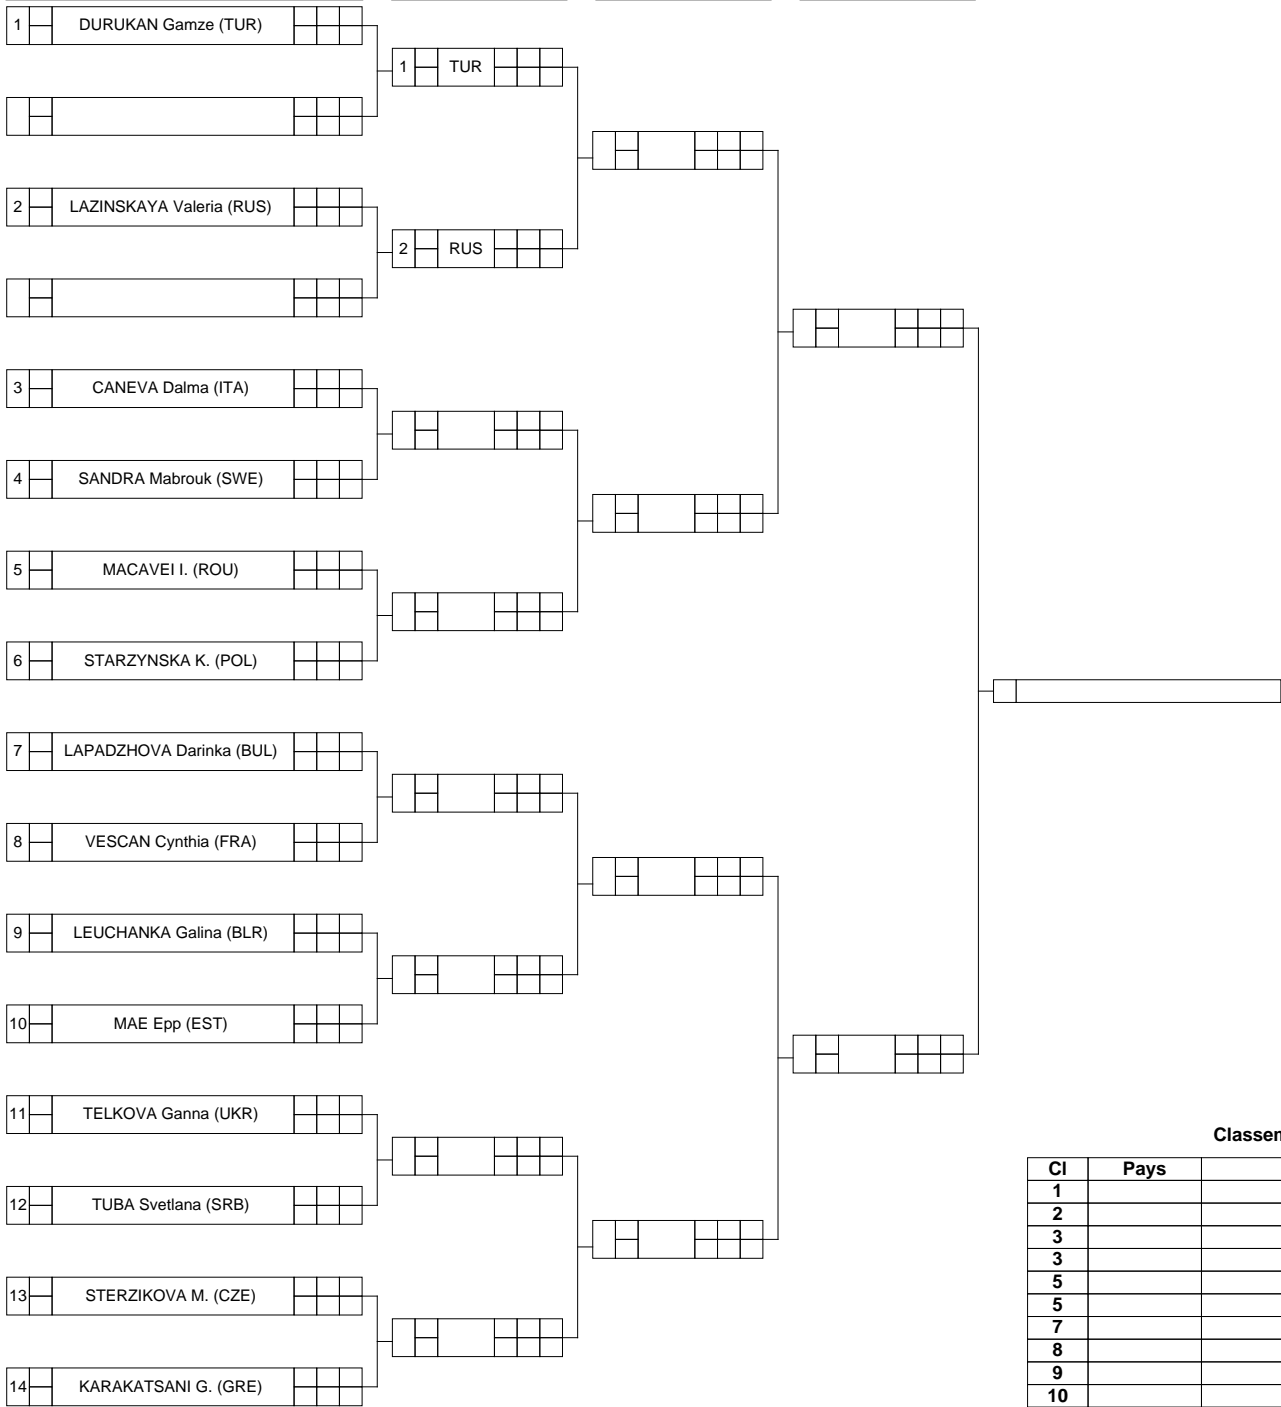 1 DURUKAN Gamze (TUR)
1 TUR
2 LAZINSKAYA Valeria (RUS)
2 RUS
3 CANEVA Dalma (ITA)
4 SANDRA Mabrouk (SWE)
5 MACAVEI I. (ROU)
6 STARZYNSKA K. (POL)
7 LAPADZHOVA Darinka (BUL)
8 VESCAN Cynthia (FRA)
9 LEUCHANKA Galina (BLR)
10 MAE Epp (EST)
11 TELKOVA Ganna (UKR)
12 TUBA Svetlana (SRB)
13 STERZIKOVA M. (CZE)
14 KARAKATSANI G. (GRE)
Classem
Cl Pays
1
2
3
3
5
5
7
8
9
10